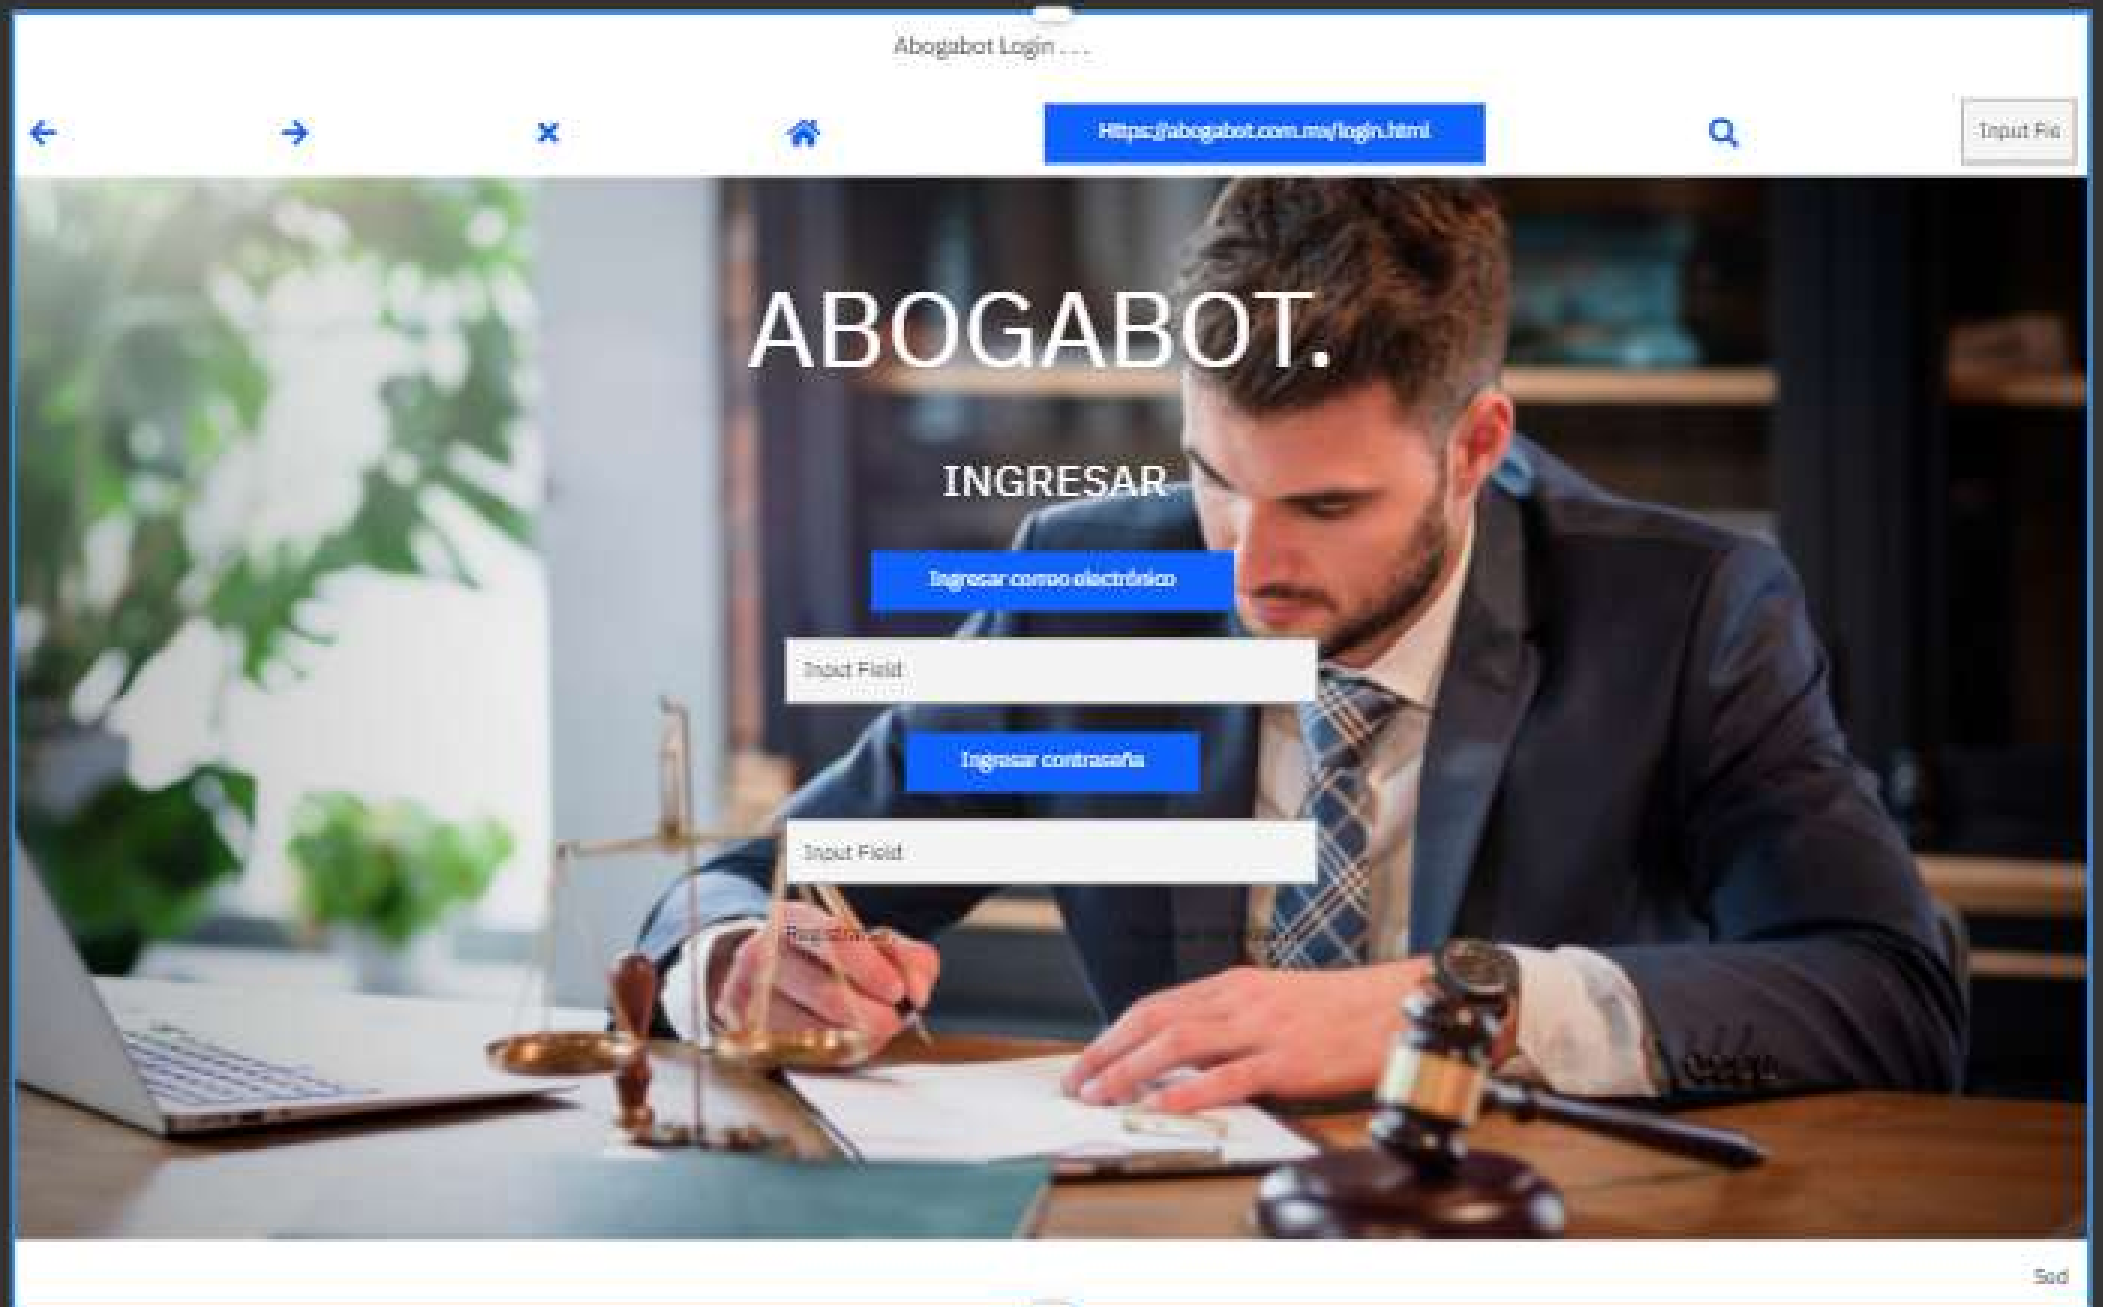 Abogabot Login . . .
Https://abogabot.com.mx/login.html
Input Fie
ABOGABOT.
INGRESAR
Ingresar correo electrónico
Input Field
Ingresar contraseña
Input Field